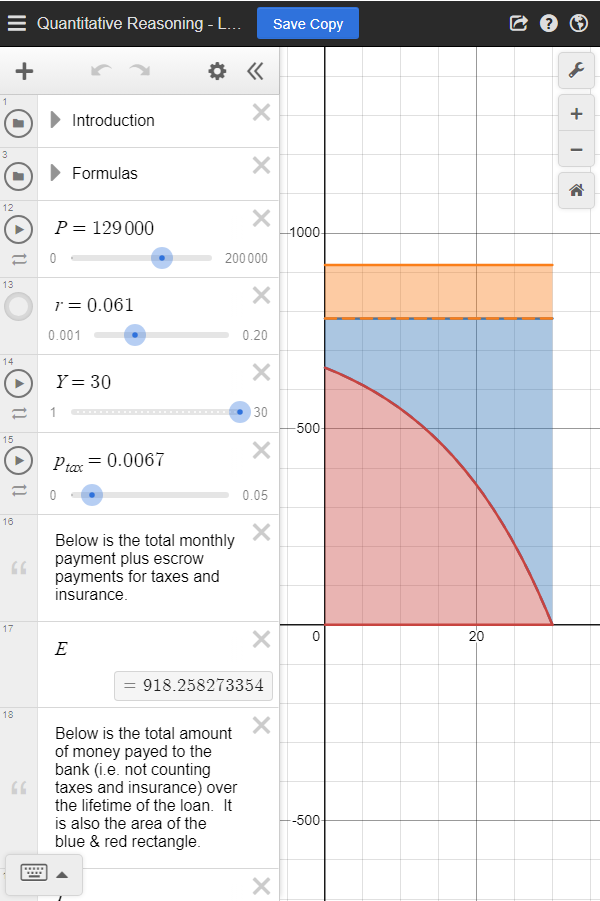 Quantitative Reasoning - L...
Save Copy
1
Introduction
3
Formulas
12
P = 129000
0
200000
13
r = 0.061
0.001
0.20
14
Y = 30
1
30
15
p_tax = 0.0067
0
0.05
16
Below is the total monthly
payment plus escrow
payments for taxes and
insurance.
17
E
= 918.258273354
18
Below is the total amount
of money payed to the
bank (i.e. not counting
taxes and insurance) over
the lifetime of the loan. It
is also the area of the
blue & red rectangle.
1000
500
0
20
-500